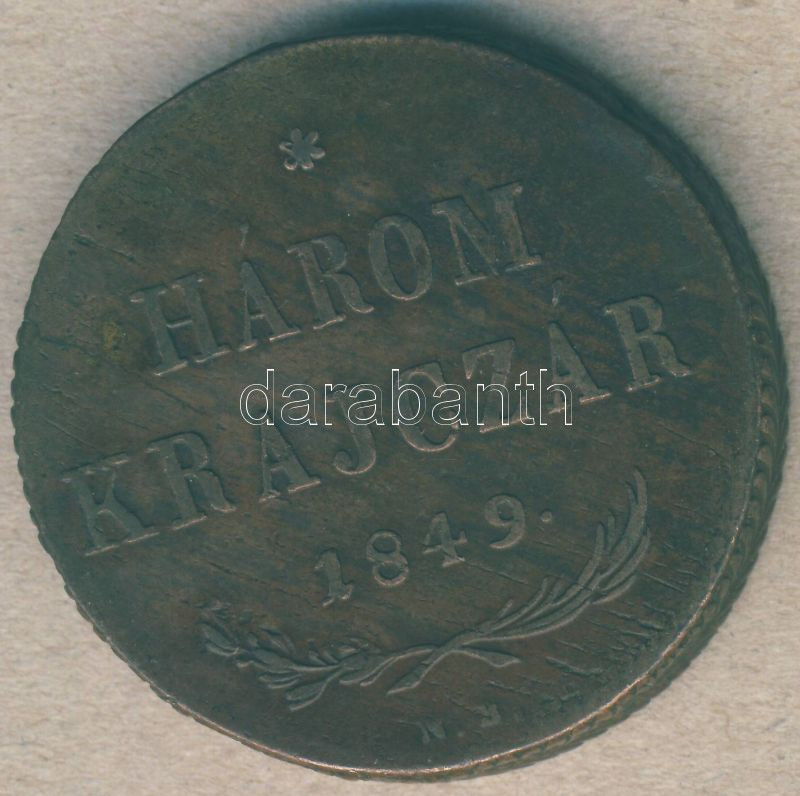 *
HÁROM
KRAJCZÁR
1849.
N.B.
darabanth